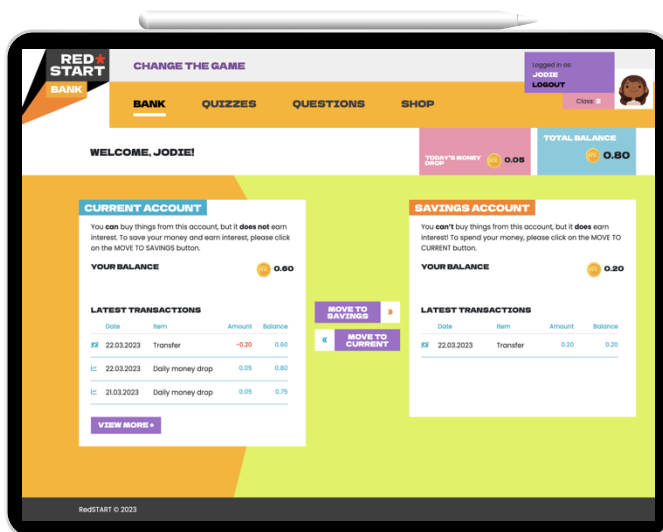 RED*
START
BANK
CHANGE THE GAME
Logged in as:
JODIE
LOGOUT
Class: 2
BANK QUIZZES QUESTIONS SHOP
WELCOME, JODIE!
TODAY'S MONEY
DROP
0.05
TOTAL BALANCE
0.80
CURRENT ACCOUNT
You can buy things from this account, but it does not earn
interest. To save your money and earn interest, please click
on the MOVE TO SAVINGS button.
YOUR BALANCE 0.60
LATEST TRANSACTIONS
Date Item Amount Balance
22.03.2023 Transfer -0.20 0.60
22.03.2023 Daily money drop 0.05 0.80
21.03.2023 Daily money drop 0.05 0.75
VIEW MORE +
MOVE TO
SAVINGS »
« MOVE TO
CURRENT
SAVINGS ACCOUNT
You can't buy things from this account, but it does earn
interest! To spend your money, please click on the MOVE TO
CURRENT button.
YOUR BALANCE 0.20
LATEST TRANSACTIONS
Date Item Amount Balance
22.03.2023 Transfer 0.20 0.20
RedSTART © 2023